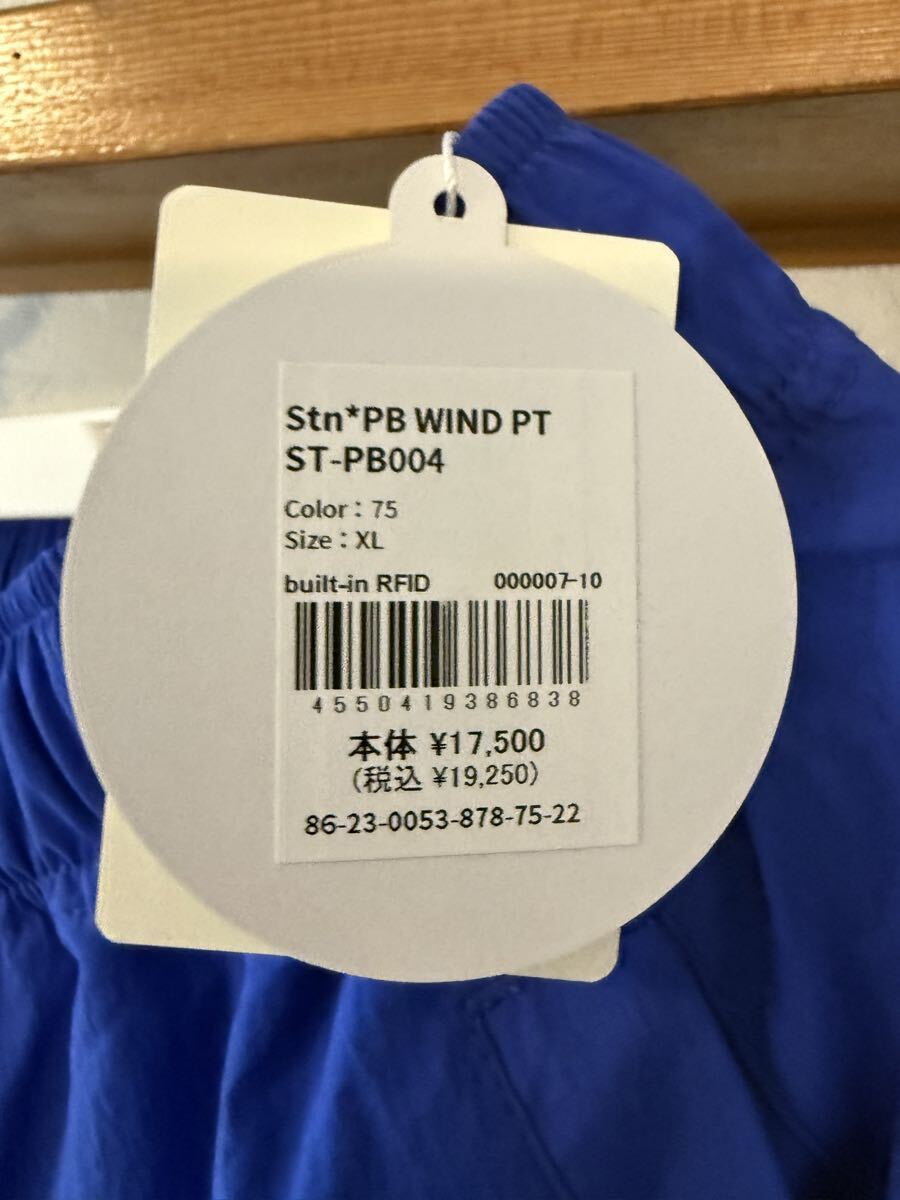 Stn*PB WIND PT
ST-PB004
Color：75
Size：XL
built-in RFID 000007-10
4550419386838
本体 ¥17,500
(税込 ¥19,250)
86-23-0053-878-75-22